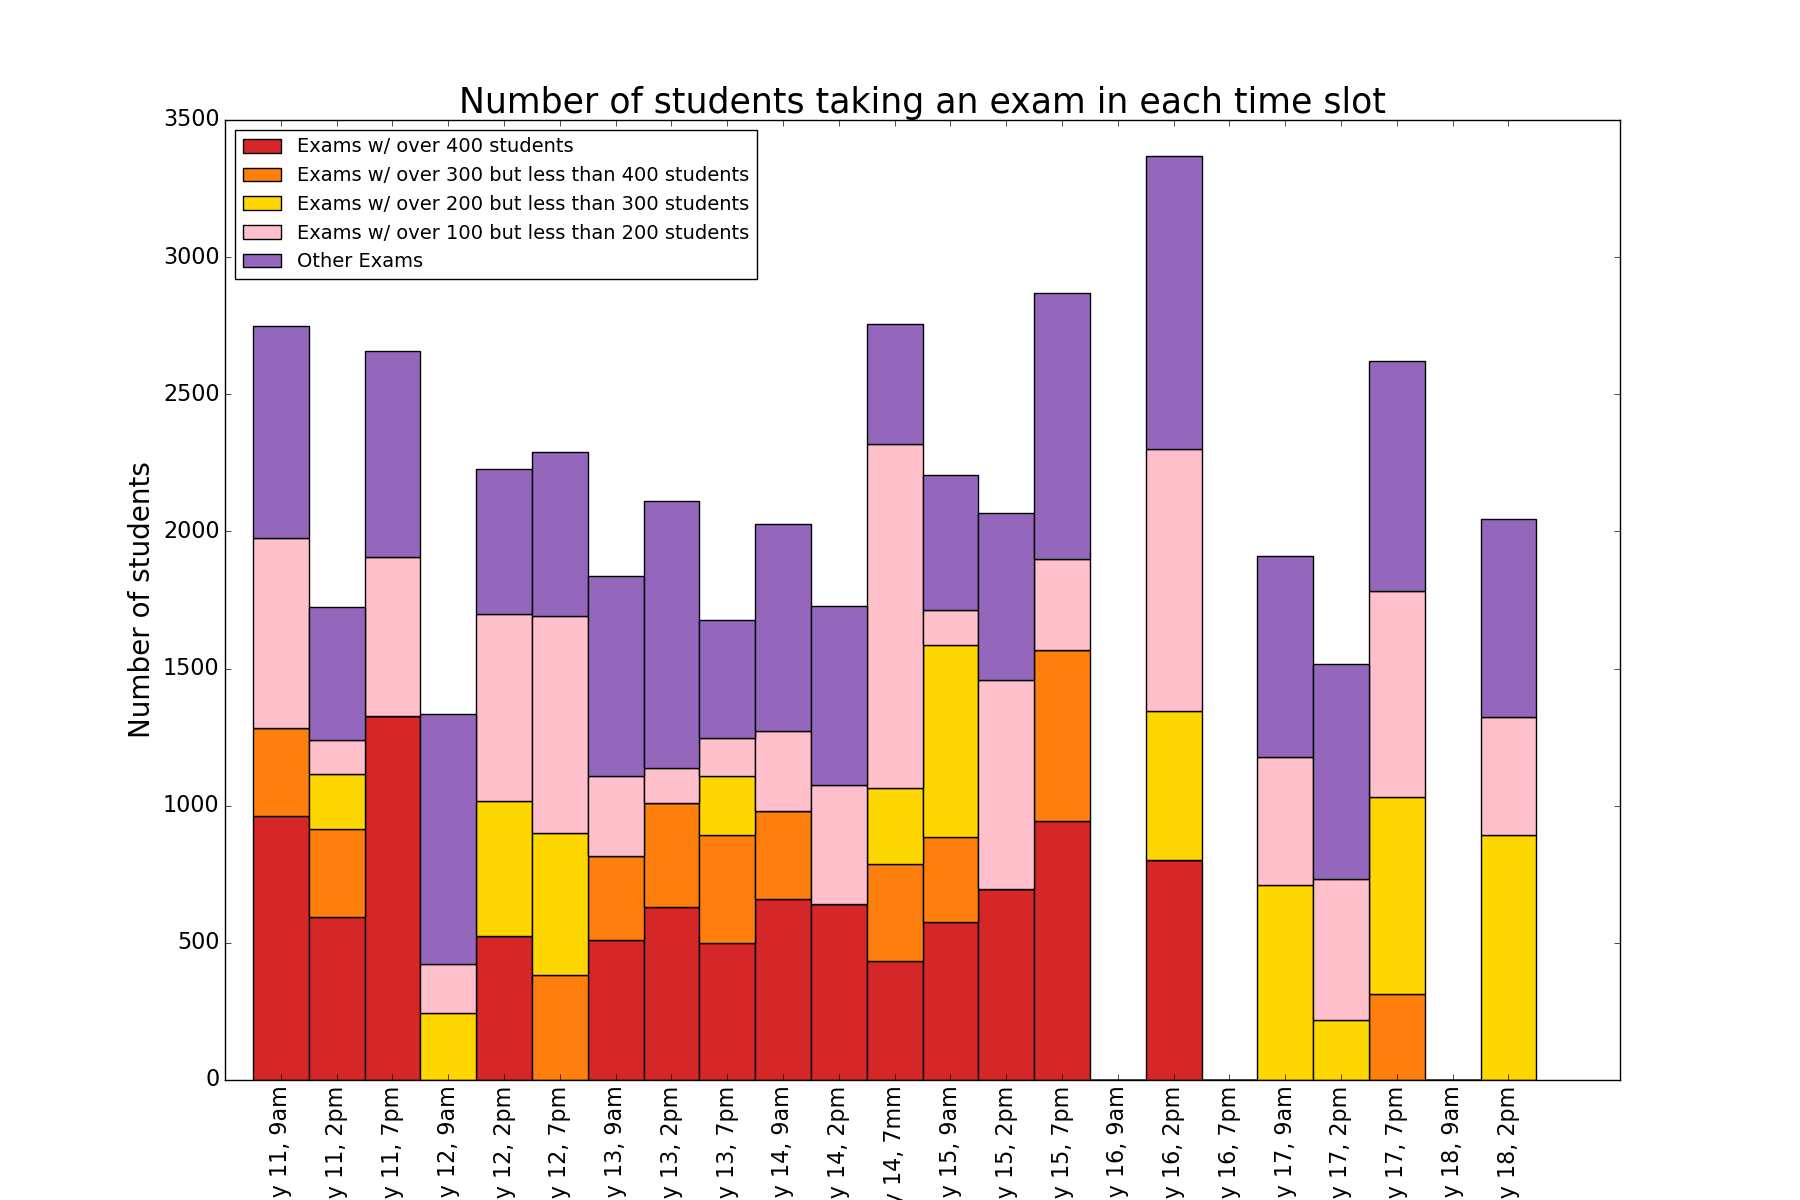 Number of students taking an exam in each time slot
3500
3000
2500
2000
1500
1000
500
0
Number of students
Exams w/ over 400 students
Exams w/ over 300 but less than 400 students
Exams w/ over 200 but less than 300 students
Exams w/ over 100 but less than 200 students
Other Exams
y 11, 9am
y 11, 2pm
y 11, 7pm
y 12, 9am
y 12, 2pm
y 12, 7pm
y 13, 9am
y 13, 2pm
y 13, 7pm
y 14, 9am
y 14, 2pm
y 14, 7mm
y 15, 9am
y 15, 2pm
y 15, 7pm
y 16, 9am
y 16, 2pm
y 16, 7pm
y 17, 9am
y 17, 2pm
y 17, 7pm
y 18, 9am
y 18, 2pm